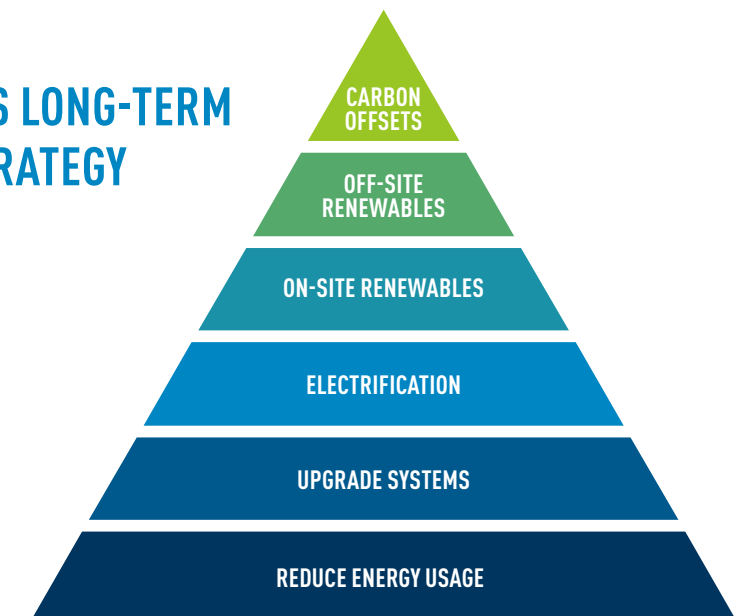 S LONG-TERM
RATEGY
CARBON
OFFSETS
OFF-SITE
RENEWABLES
ON-SITE RENEWABLES
ELECTRIFICATION
UPGRADE SYSTEMS
REDUCE ENERGY USAGE